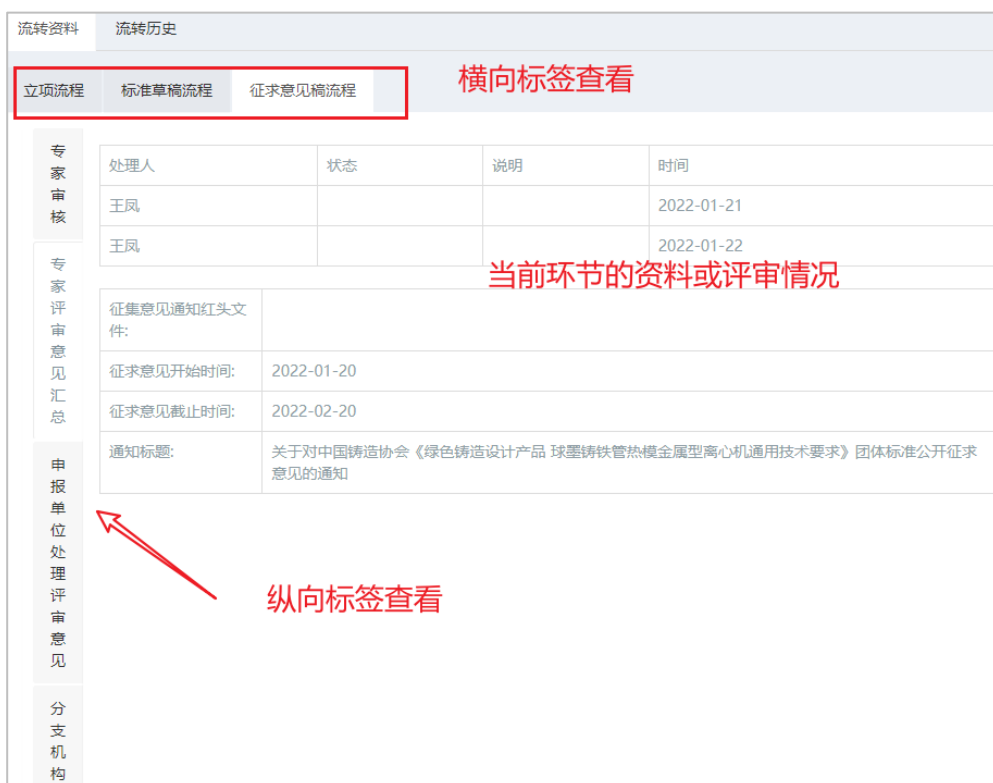 流转资料 流转历史
立项流程 标准草稿流程 征求意见稿流程 横向标签查看
专家审核
专家评审意见汇总
申报单位处理评审意见
分支机构
处理人 状态 说明 时间
王凤 2022-01-21
王凤 2022-01-22
当前环节的资料或评审情况
征集意见通知红头文
件:
征求意见开始时间: 2022-01-20
征求意见截止时间: 2022-02-20
通知标题: 关于对中国铸造协会《绿色铸造设计产品 球墨铸铁管热模金属型离心机通用技术要求》团体标准公开征求
意见的通知
纵向标签查看